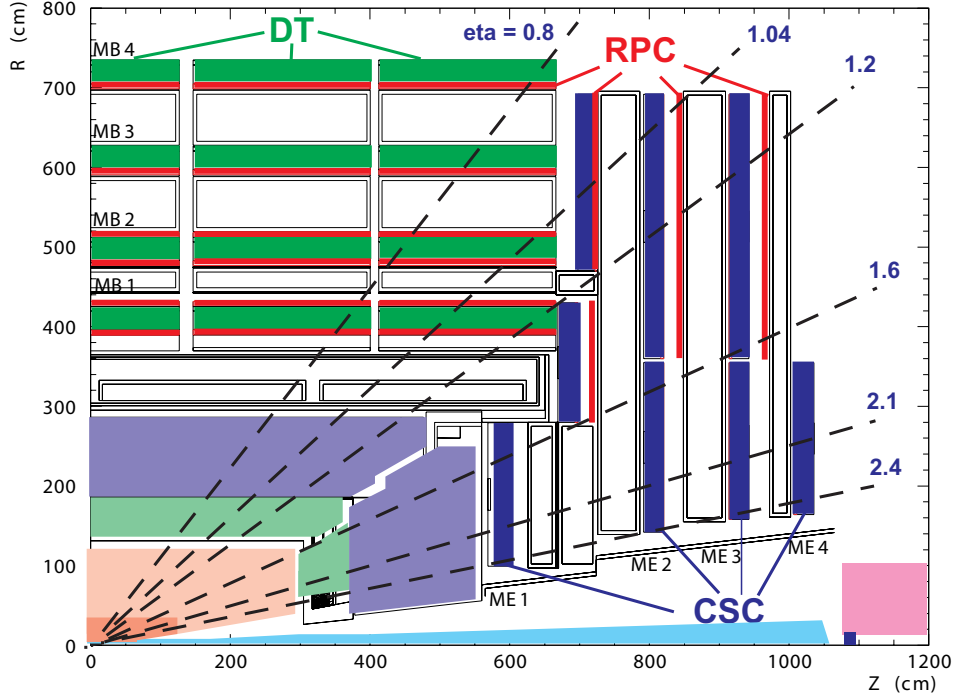 R (cm)
800
700
600
500
400
300
200
100
0
MB 4
MB 3
MB 2
MB 1
DT
eta = 0.8
1.04
RPC
1.2
1.6
2.1
2.4
ME 1
ME 2
ME 3
ME 4
CSC
0
200
400
600
800
1000
1200
Z (cm)